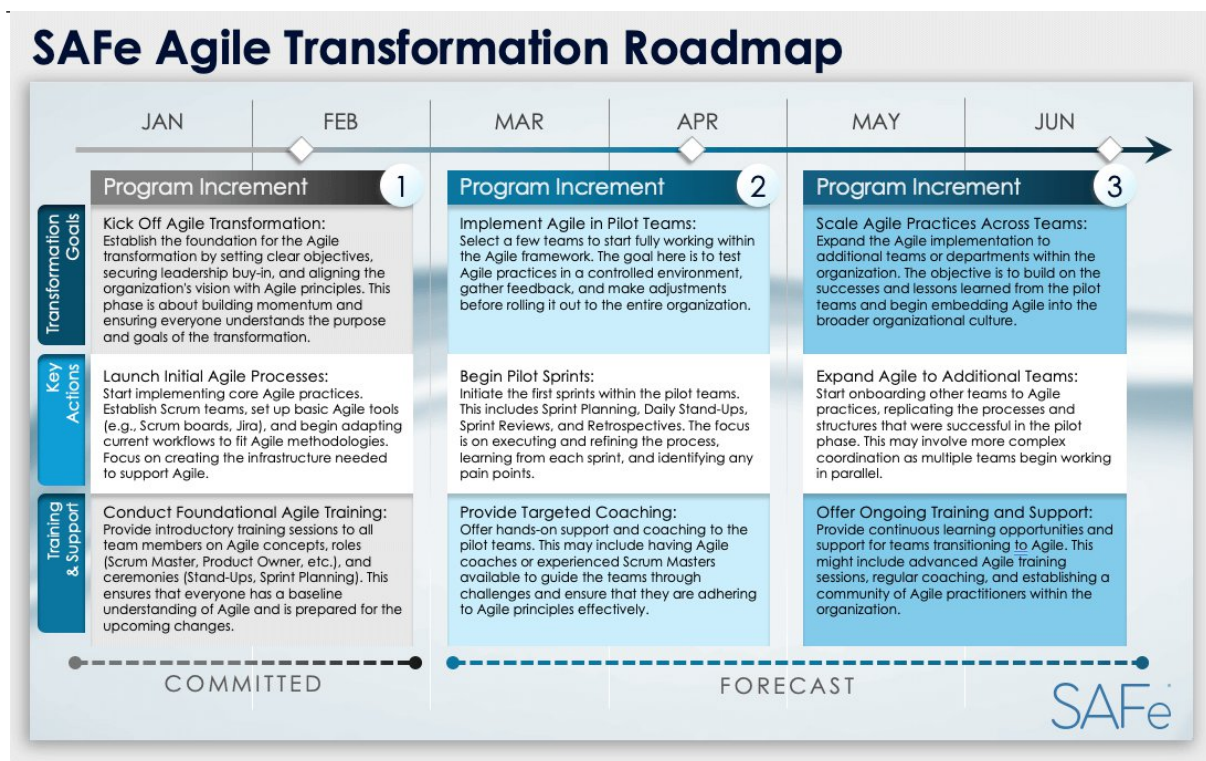 SAFe Agile Transformation Roadmap
JAN
FEB
MAR
APR
MAY
JUN
Program Increment 1
Program Increment 2
Program Increment 3
Transformation
Goals
Kick Off Agile Transformation:
Establish the foundation for the Agile
transformation by setting clear objectives,
securing leadership buy-in, and aligning the
organization's vision with Agile principles. This
phase is about building momentum and
ensuring everyone understands the purpose
and goals of the transformation.
Implement Agile in Pilot Teams:
Select a few teams to start fully working within
the Agile framework. The goal here is to test
Agile practices in a controlled environment,
gather feedback, and make adjustments
before rolling it out to the entire organization.
Scale Agile Practices Across Teams:
Expand the Agile implementation to
additional teams or departments within the
organization. The objective is to build on the
successes and lessons learned from the pilot
teams and begin embedding Agile into the
broader organizational culture.
Key
Actions
Launch Initial Agile Processes:
Start implementing core Agile practices.
Establish Scrum teams, set up basic Agile tools
(e.g., Scrum boards, Jira), and begin adapting
current workflows to fit Agile methodologies.
Focus on creating the infrastructure needed
to support Agile.
Begin Pilot Sprints:
Initiate the first sprints within the pilot teams.
This includes Sprint Planning, Daily Stand-Ups,
Sprint Reviews, and Retrospectives. The focus
is on executing and refining the process,
learning from each sprint, and identifying any
pain points.
Expand Agile to Additional Teams:
Start onboarding other teams to Agile
practices, replicating the processes and
structures that were successful in the pilot
phase. This may involve more complex
coordination as multiple teams begin working
in parallel.
Training
& Support
Conduct Foundational Agile Training:
Provide introductory training sessions to all
team members on Agile concepts, roles
(Scrum Master, Product Owner, etc.), and
ceremonies (Stand-Ups, Sprint Planning). This
ensures that everyone has a baseline
understanding of Agile and is prepared for the
upcoming changes.
Provide Targeted Coaching:
Offer hands-on support and coaching to the
pilot teams. This may include having Agile
coaches or experienced Scrum Masters
available to guide the teams through
challenges and ensure that they are adhering
to Agile principles effectively.
Offer Ongoing Training and Support:
Provide continuous learning opportunities and
support for teams transitioning to Agile. This
might include advanced Agile training
sessions, regular coaching, and establishing a
community of Agile practitioners within the
organization.
COMMITTED
FORECAST
SAFe